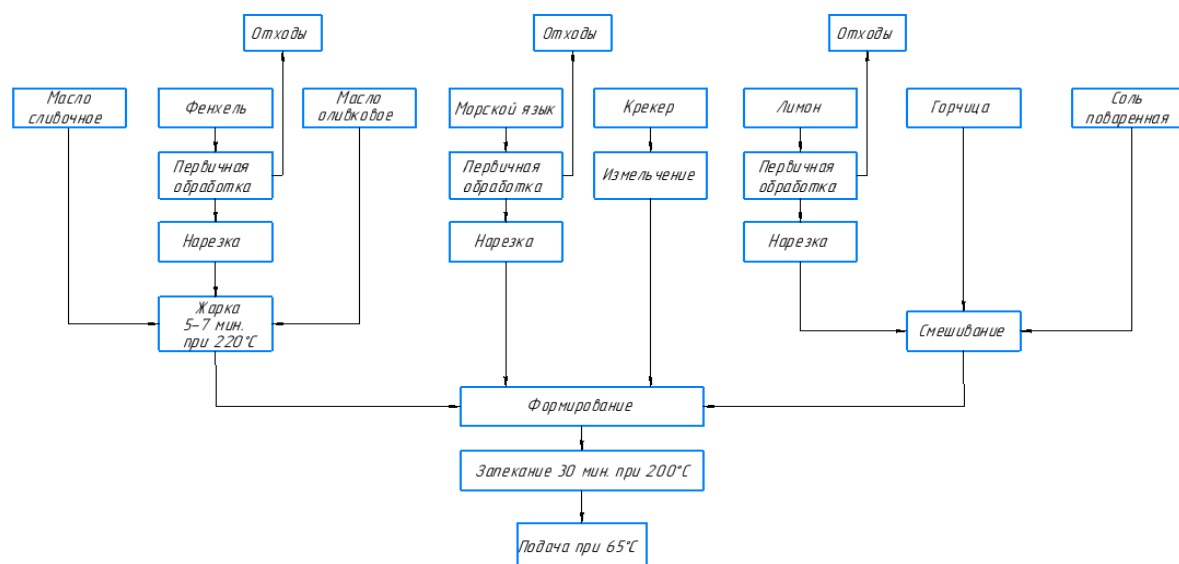 Отходы
Отходы
Отходы
Масло
сливочное
Фенхель
Масло
оливковое
Морской язык
Крекер
Лимон
Горчица
Соль
поваренная
Первичная
обработка
Первичная
обработка
Измельчение
Первичная
обработка
Нарезка
Нарезка
Нарезка
Жарка
5–7 мин.
при 220°С
Смешивание
Формирование
Запекание 30 мин. при 200°С
Подача при 65°С